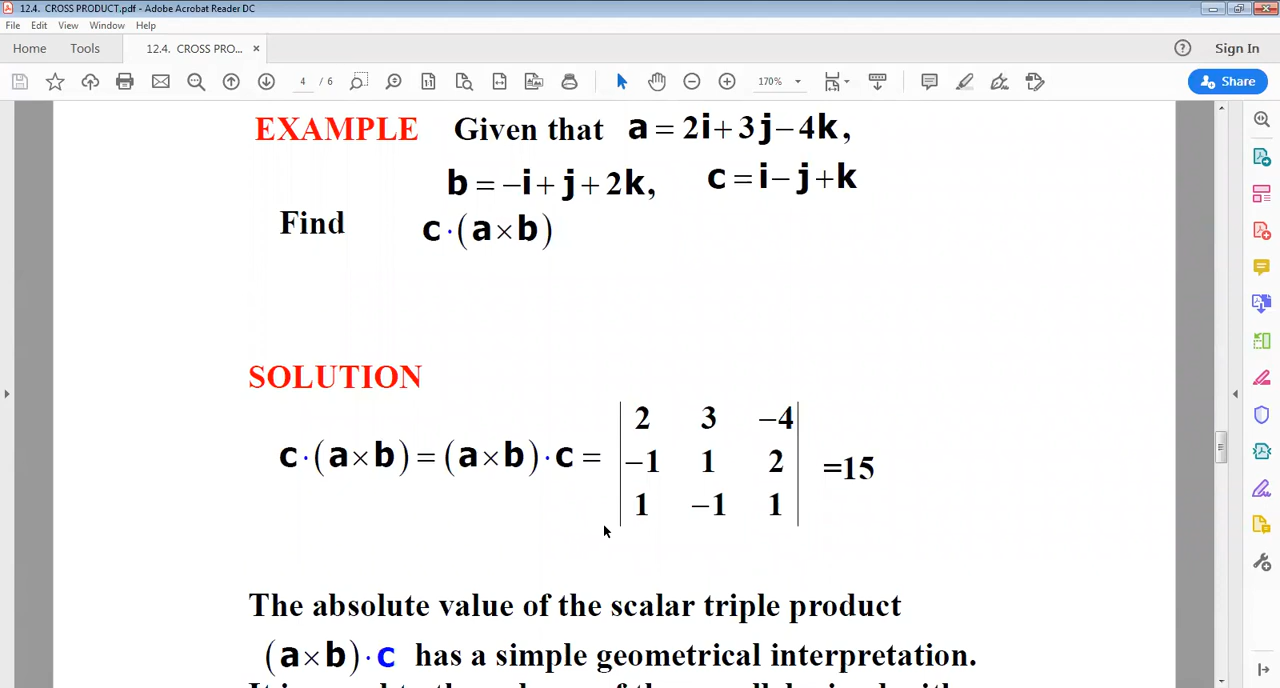 12.4. CROSS PRODUCT.pdf - Adobe Acrobat Reader DC
File Edit View Window Help
Home Tools 12.4. CROSS PRO... × Sign In
4 / 6 170% Share
EXAMPLE Given that a = 2i + 3j − 4k,
b = −i + j + 2k, c = i − j + k
Find c · (a × b)
SOLUTION
c · (a × b) = (a × b) · c = | 2 3 −4 |
| −1 1 2 | =15
| 1 −1 1 |
The absolute value of the scalar triple product
(a × b) · c has a simple geometrical interpretation.